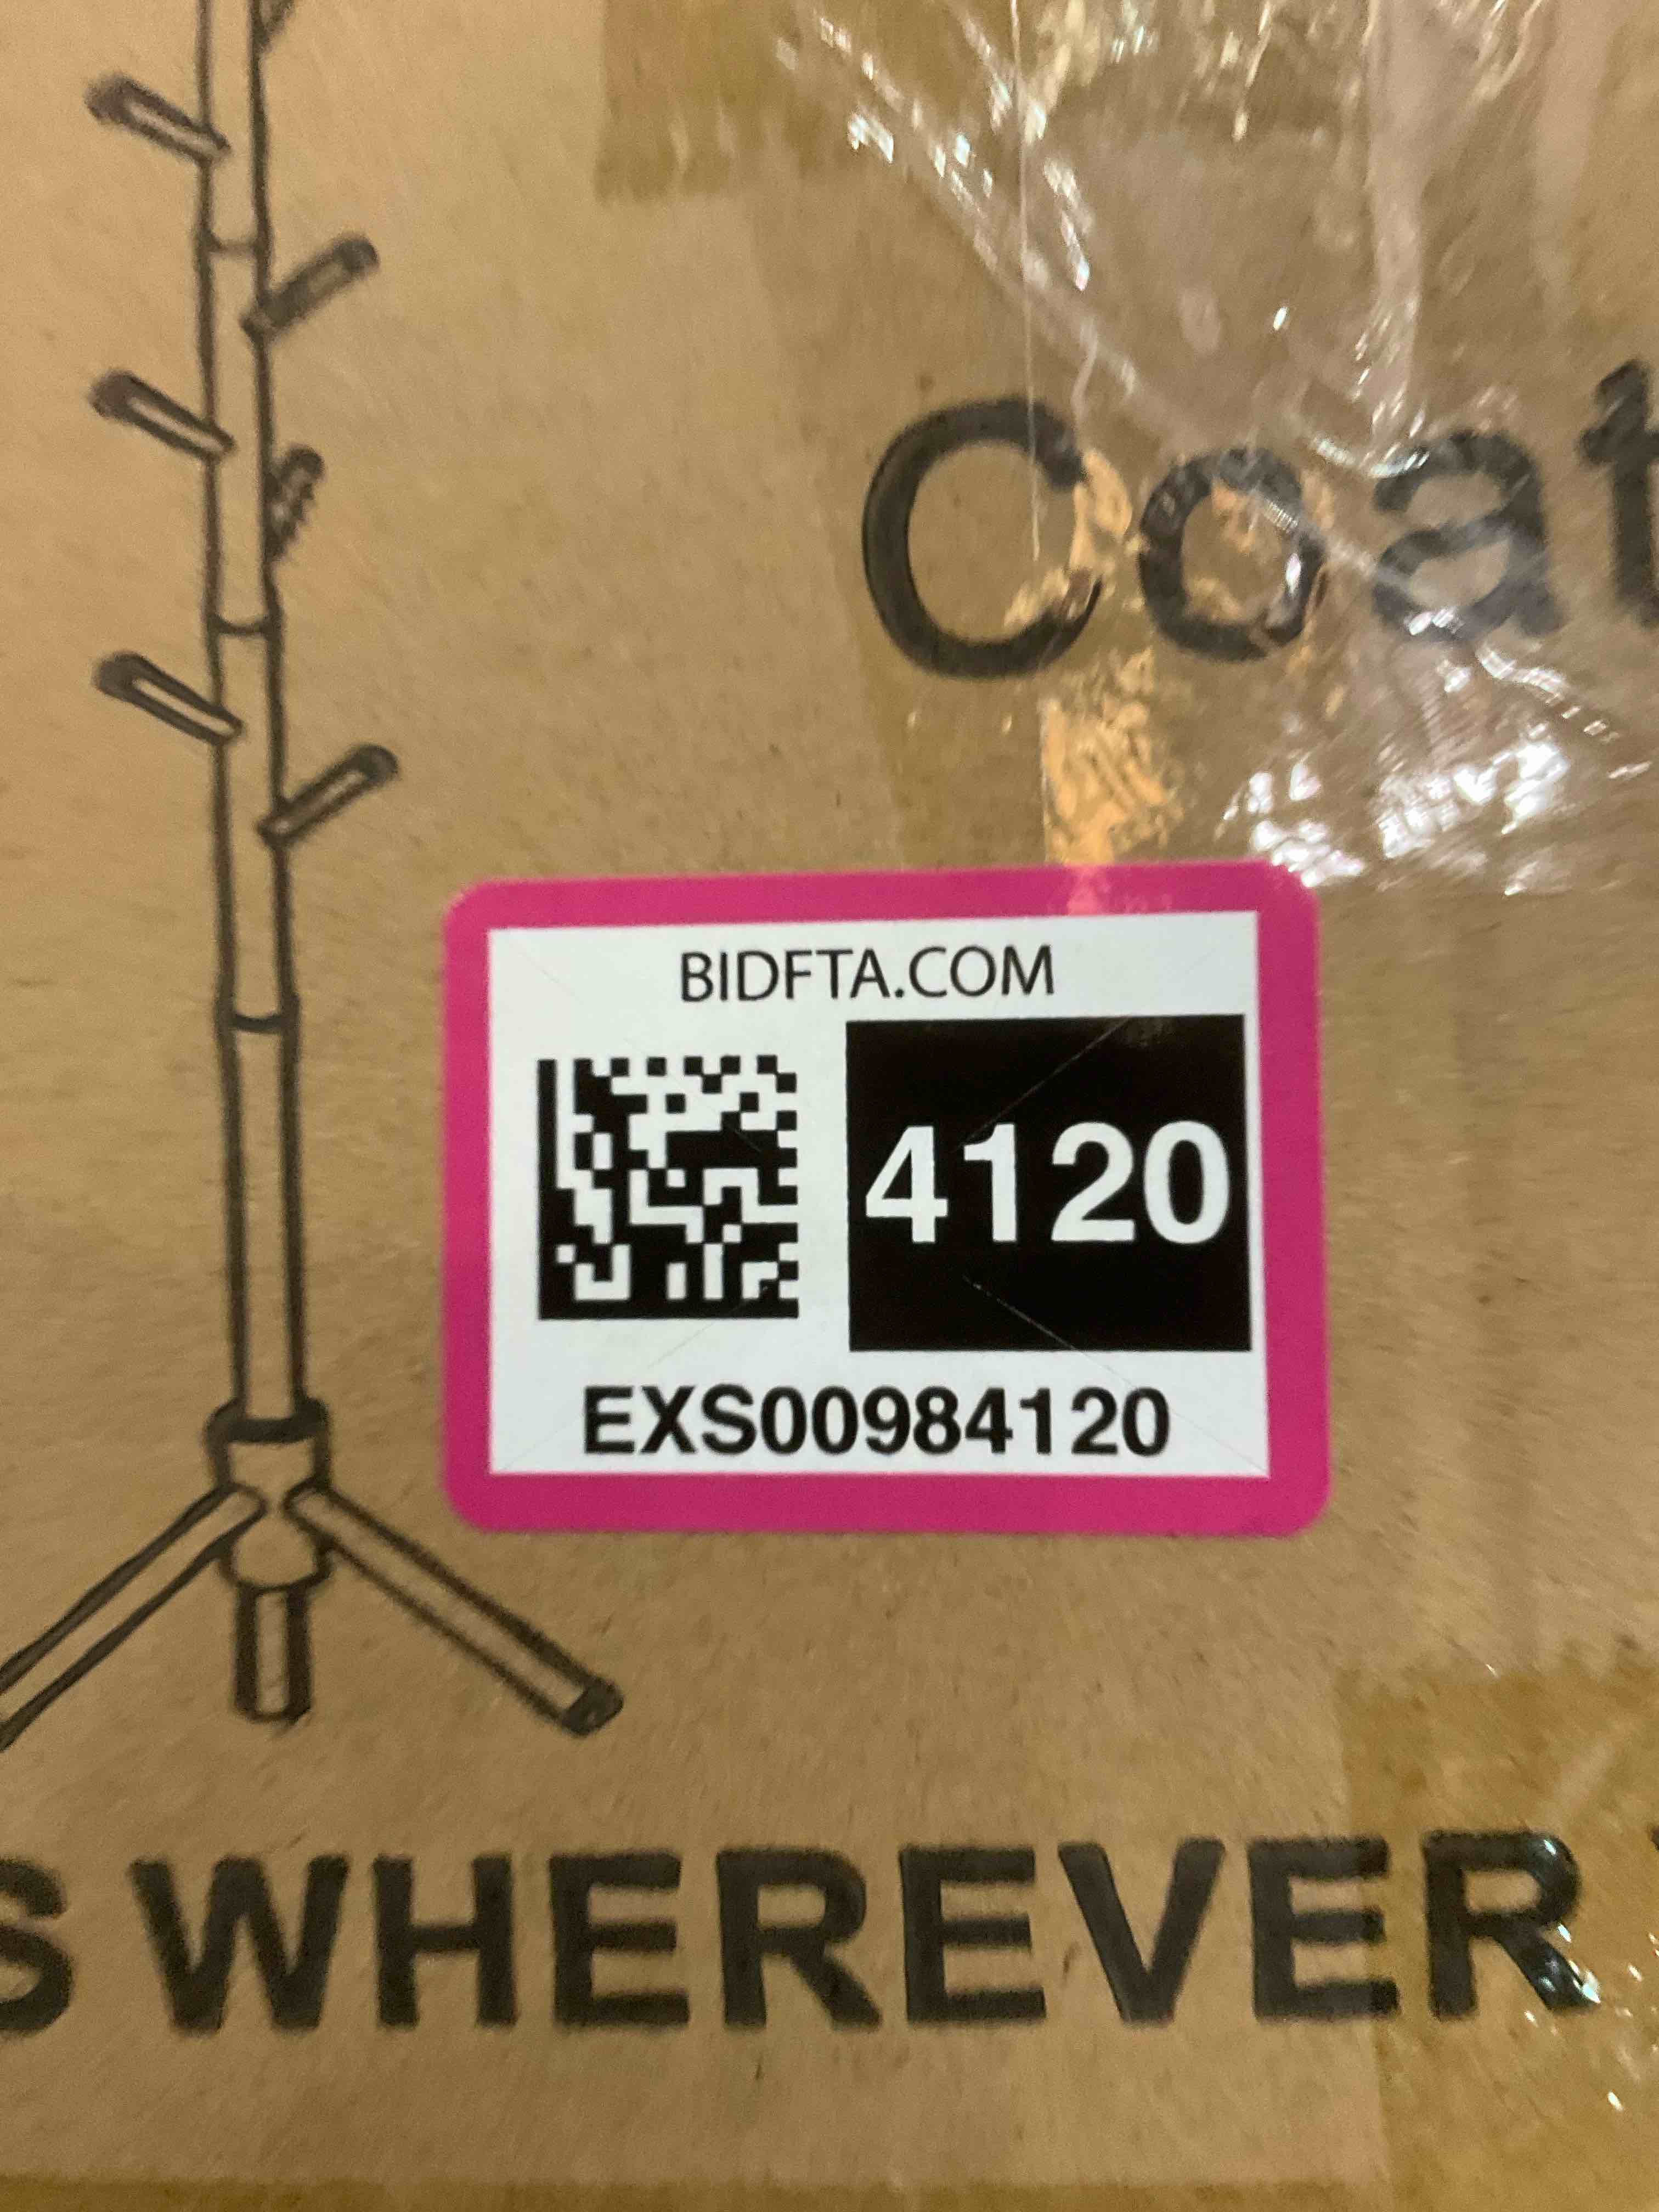 Coat
BIDFTA.COM
4120
EXS00984120
S WHEREVER